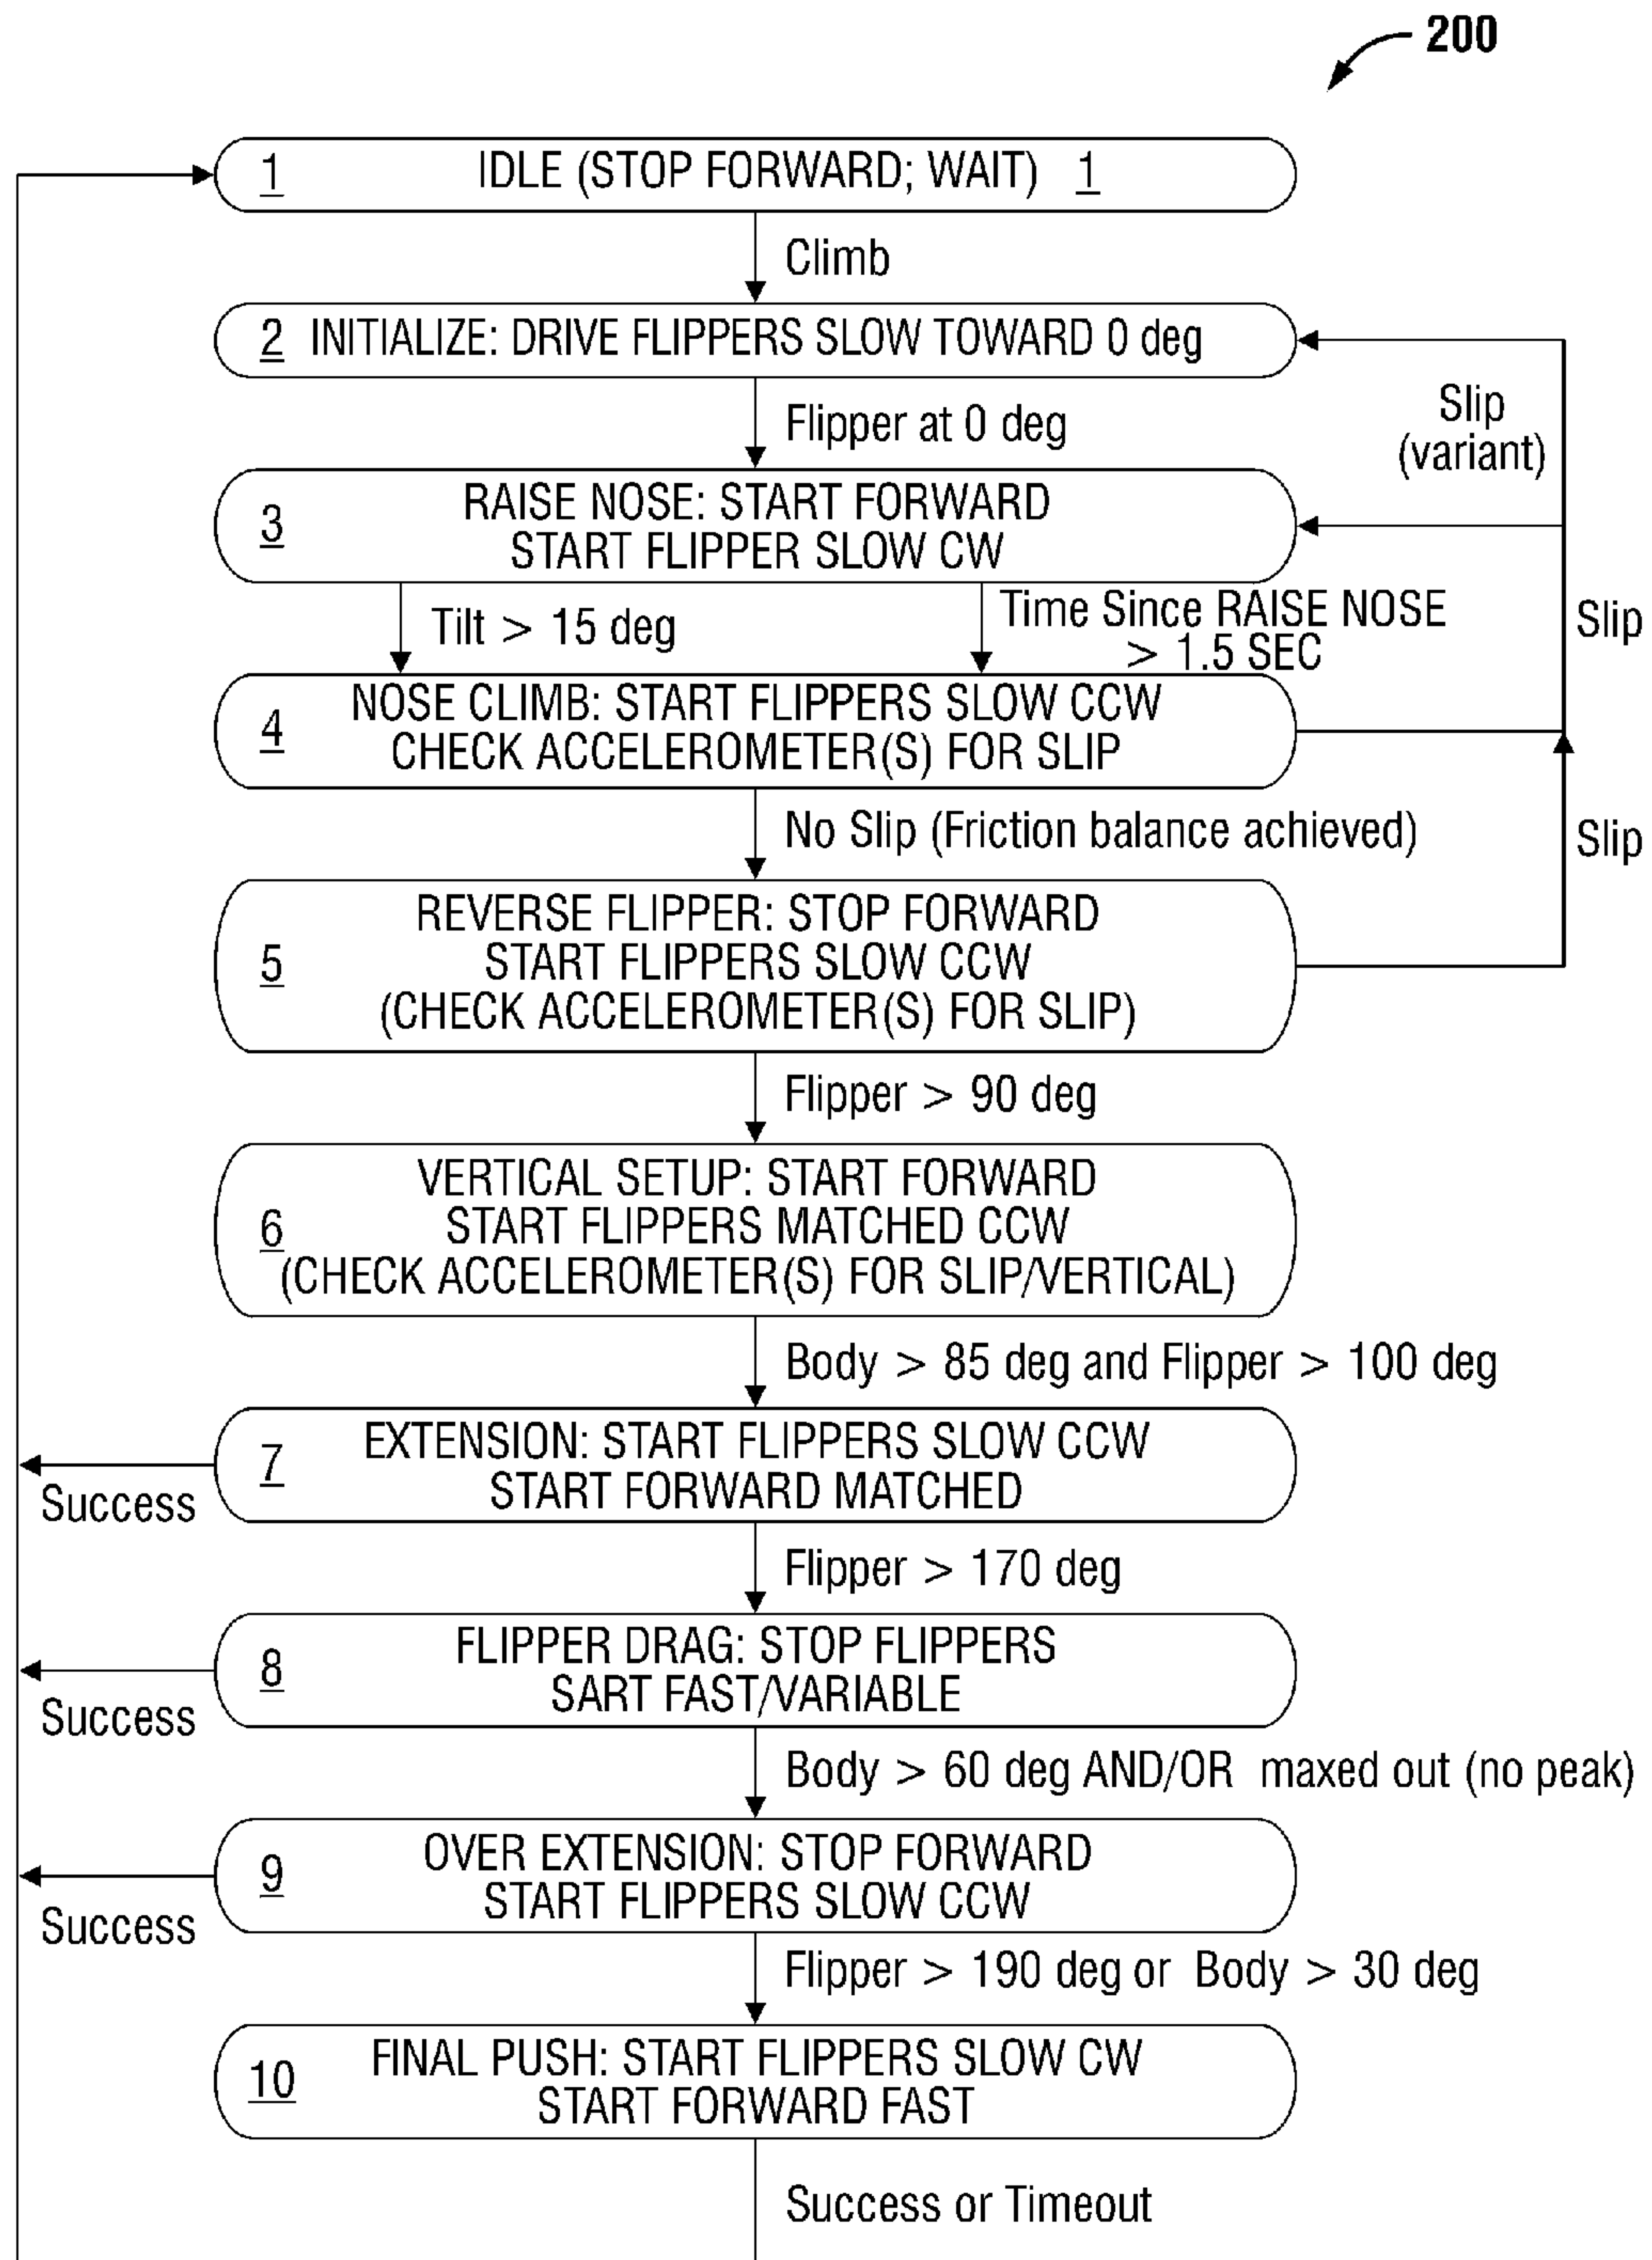 200
1 IDLE (STOP FORWARD; WAIT) 1
Climb
2 INITIALIZE: DRIVE FLIPPERS SLOW TOWARD 0 deg
Slip
(variant)
Flipper at 0 deg
3
RAISE NOSE: START FORWARD
START FLIPPER SLOW CW
Tilt > 15 deg
Time Since RAISE NOSE
> 1.5 SEC
Slip
4
NOSE CLIMB: START FLIPPERS SLOW CCW
CHECK ACCELEROMETER(S) FOR SLIP
No Slip (Friction balance achieved)
Slip
5
REVERSE FLIPPER: STOP FORWARD
START FLIPPERS SLOW CCW
(CHECK ACCELEROMETER(S) FOR SLIP)
Flipper > 90 deg
6
VERTICAL SETUP: START FORWARD
START FLIPPERS MATCHED CCW
(CHECK ACCELEROMETER(S) FOR SLIP/VERTICAL)
Body > 85 deg and Flipper > 100 deg
7
EXTENSION: START FLIPPERS SLOW CCW
START FORWARD MATCHED
Success
Flipper > 170 deg
8
FLIPPER DRAG: STOP FLIPPERS
SART FAST/VARIABLE
Success
Body > 60 deg AND/OR maxed out (no peak)
9
OVER EXTENSION: STOP FORWARD
START FLIPPERS SLOW CCW
Success
Flipper > 190 deg or Body > 30 deg
10
FINAL PUSH: START FLIPPERS SLOW CW
START FORWARD FAST
Success or Timeout